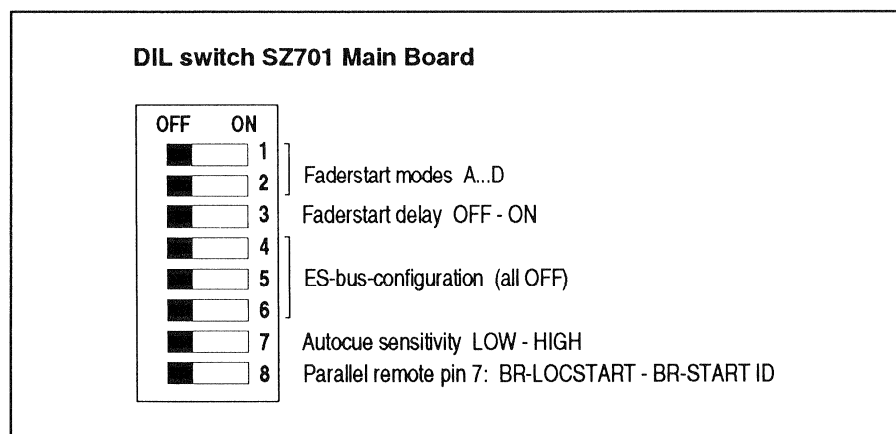 DIL switch SZ701 Main Board
OFF ON
1
2
Faderstart modes A...D
3 Faderstart delay OFF - ON
4
5 ES-bus-configuration (all OFF)
6
7 Autocue sensitivity LOW - HIGH
8 Parallel remote pin 7: BR-LOCSTART - BR-START ID